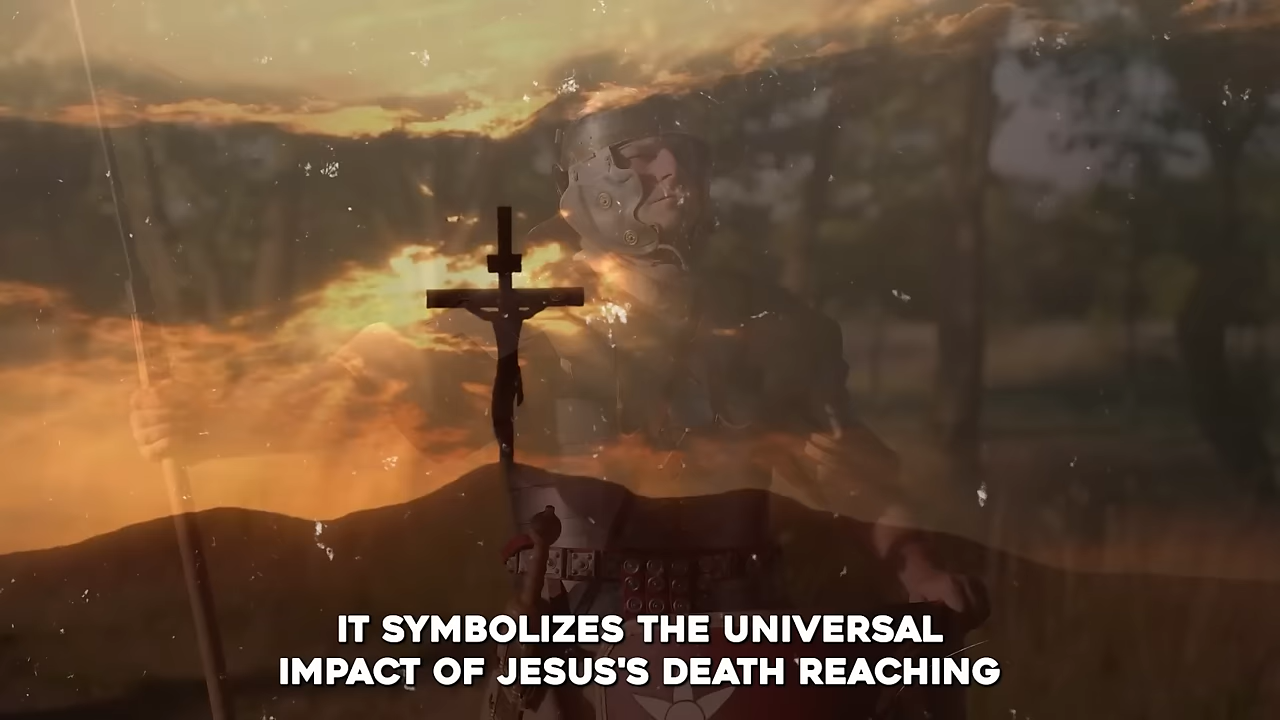 IT SYMBOLIZES THE UNIVERSAL
IMPACT OF JESUS'S DEATH REACHING